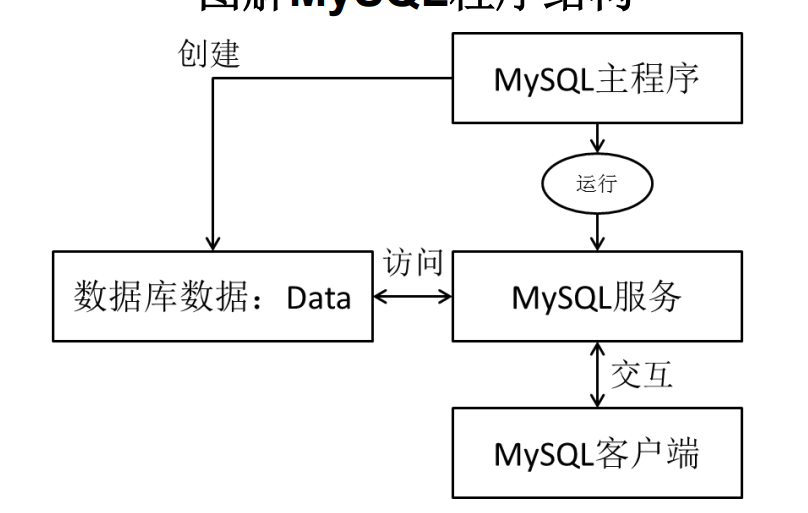 图解MySQL程序结构
创建
MySQL主程序
运行
访问
数据库数据：Data
MySQL服务
交互
MySQL客户端